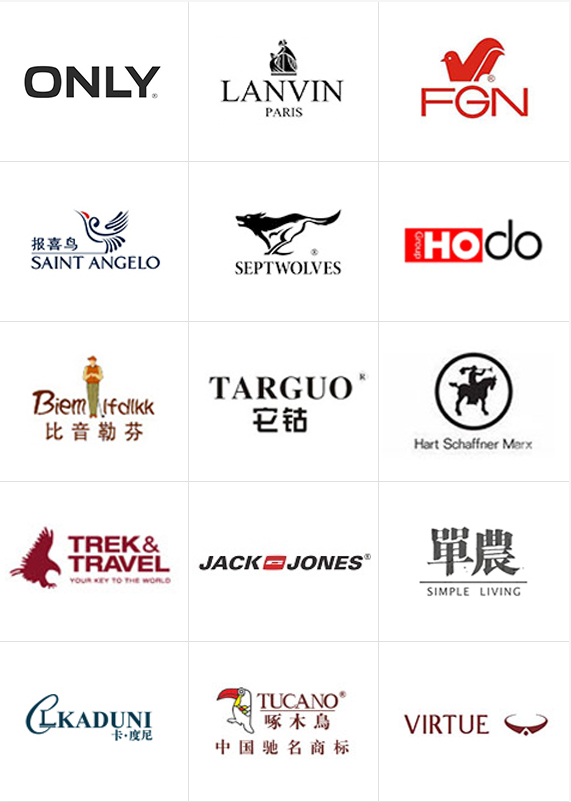 ONLY®
LANVIN
PARIS
FGN®
报喜鸟
SAINT ANGELO
SEPTWOLVES®
Group HOdo
Biemlfdlkk
比音勒芬
TARGUO®
它钴
Hart Schaffner Marx
TREK&
TRAVEL
YOUR KEY TO THE WORLD
JACK JONES®
單農
SIMPLE LIVING
KADUNI
卡·度尼
TUCANO®
啄木鳥
中国驰名商标
VIRTUE